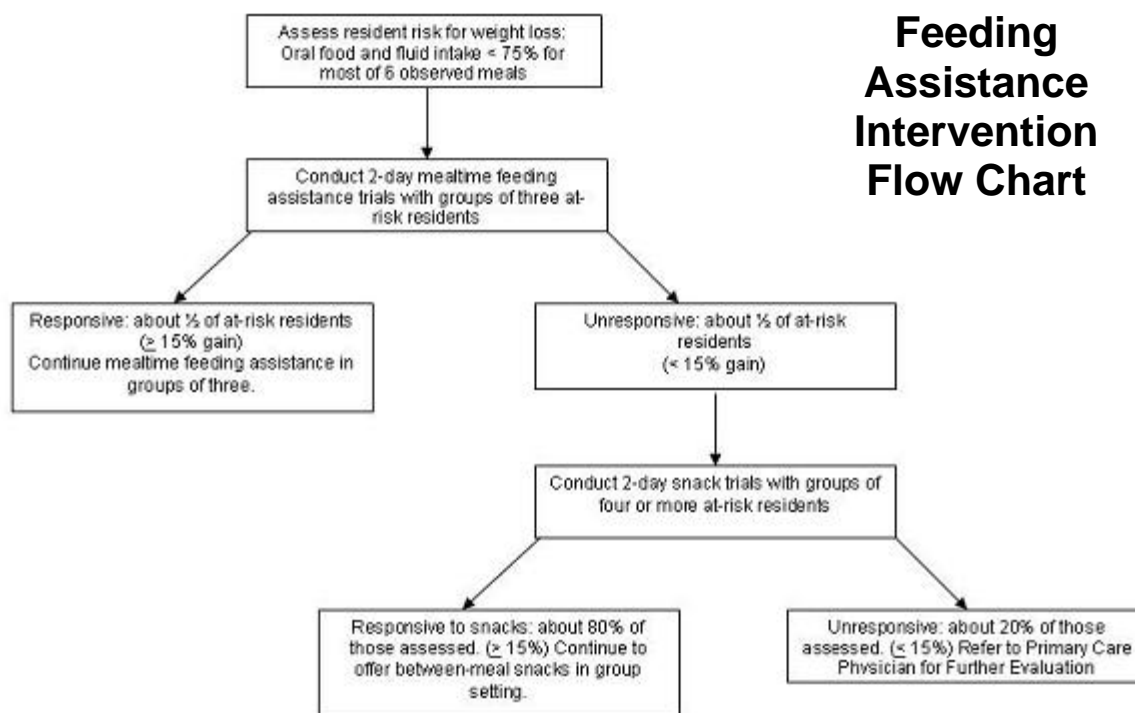 Feeding
Assistance
Intervention
Flow Chart
Assess resident risk for weight loss:
Oral food and fluid intake < 75% for
most of 6 observed meals
Conduct 2-day mealtime feeding
assistance trials with groups of three at-
risk residents
Responsive: about ½ of at-risk residents
(≥ 15% gain)
Continue mealtime feeding assistance in
groups of three.
Unresponsive: about ½ of at-risk
residents
(< 15% gain)
Conduct 2-day snack trials with groups of
four or more at-risk residents
Responsive to snacks: about 80% of
those assessed. (≥ 15%) Continue to
offer between-meal snacks in group
setting.
Unresponsive: about 20% of those
assessed. (≤ 15%) Refer to Primary Care
Physician for Further Evaluation